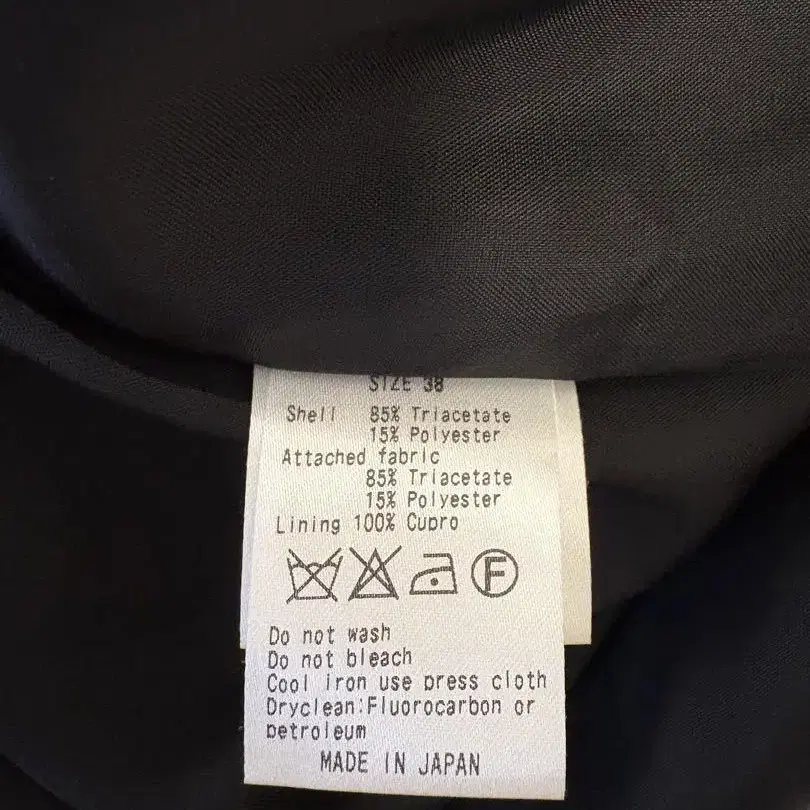 SIZE 38
Shell 85% Triacetate
15% Polyester
Attached fabric
85% Triacetate
15% Polyester
Lining 100% Cupro
F
Do not wash
Do not bleach
Cool iron use press cloth
Dryclean:Fluorocarbon or
petroleum
MADE IN JAPAN